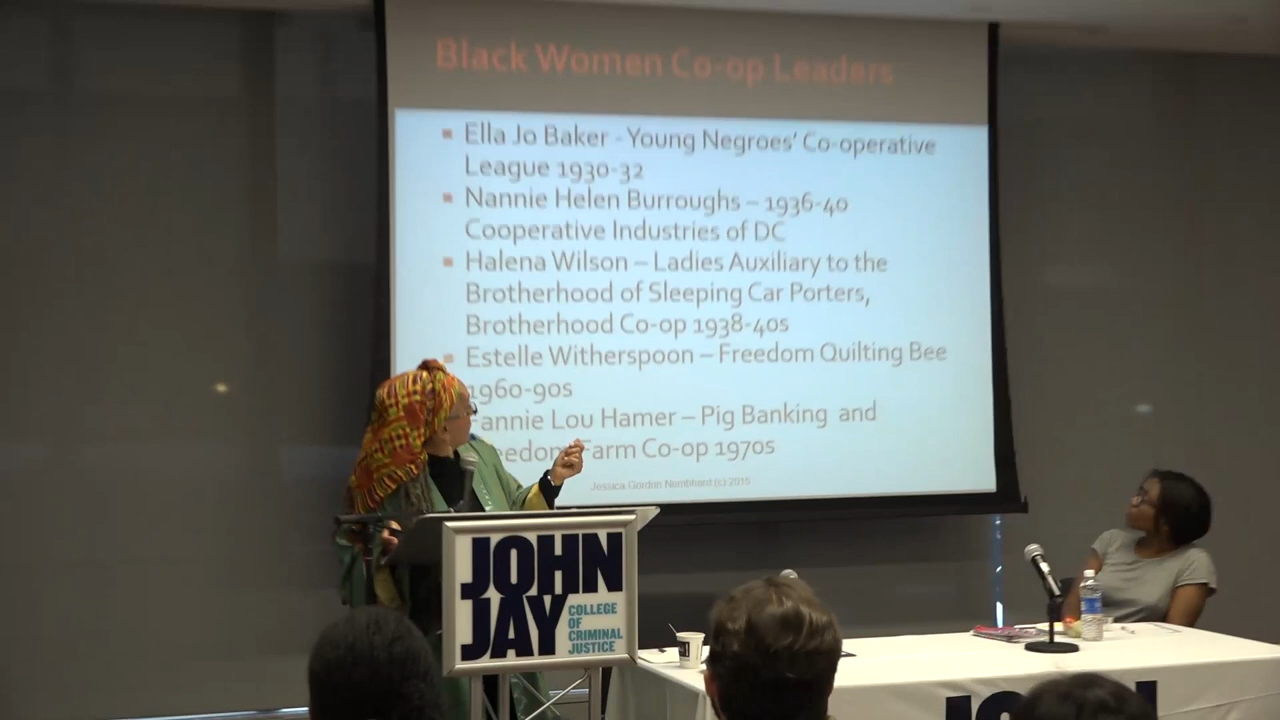 Black Women Co-op Leaders
Ella Jo Baker - Young Negroes' Co-operative
League 1930-32
Nannie Helen Burroughs – 1936-40
Cooperative Industries of DC
Halena Wilson – Ladies Auxiliary to the
Brotherhood of Sleeping Car Porters,
Brotherhood Co-op 1938-40s
Estelle Witherspoon – Freedom Quilting Bee
1960-90s
Fannie Lou Hamer – Pig Banking and
eedom Farm Co-op 1970s
Jessica Gordon Nembhard (c) 2015
JOHN
JAY
COLLEGE
OF
CRIMINAL
JUSTICE